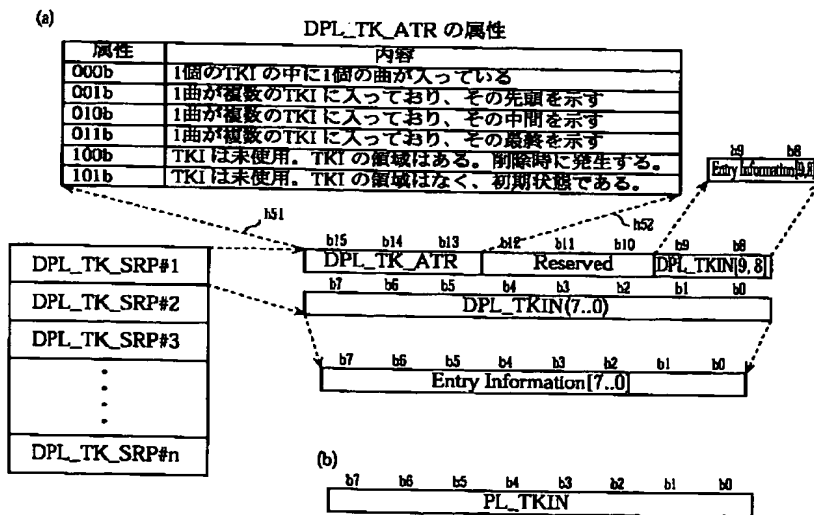 (a)
DPL_TK_ATR の属性
属性 内容
000b 1個のTKI の中に1個の曲が入っている
001b 1曲が複数のTKI に入っており、その先頭を示す
010b 1曲が複数のTKI に入っており、その中間を示す
011b 1曲が複数のTKI に入っており、その最終を示す
100b TKI は未使用。TKI の領域はある。削除時に発生する。
101b TKI は未使用。TKI の領域はなく、初期状態である。
b9 b8
Entry Information[9,8]
h51
h52
b15 b14 b13 b12 b11 b10 b9 b8
DPL_TK_ATR Reserved DPL_TKIN[9, 8]
b7 b6 b5 b4 b3 b2 b1 b0
DPL_TKIN(7..0)
b7 b6 b5 b4 b3 b2 b1 b0
Entry Information[7..0]
DPL_TK_SRP#1
DPL_TK_SRP#2
DPL_TK_SRP#3
DPL_TK_SRP#n
(b)
b7 b6 b5 b4 b3 b2 b1 b0
PL_TKIN